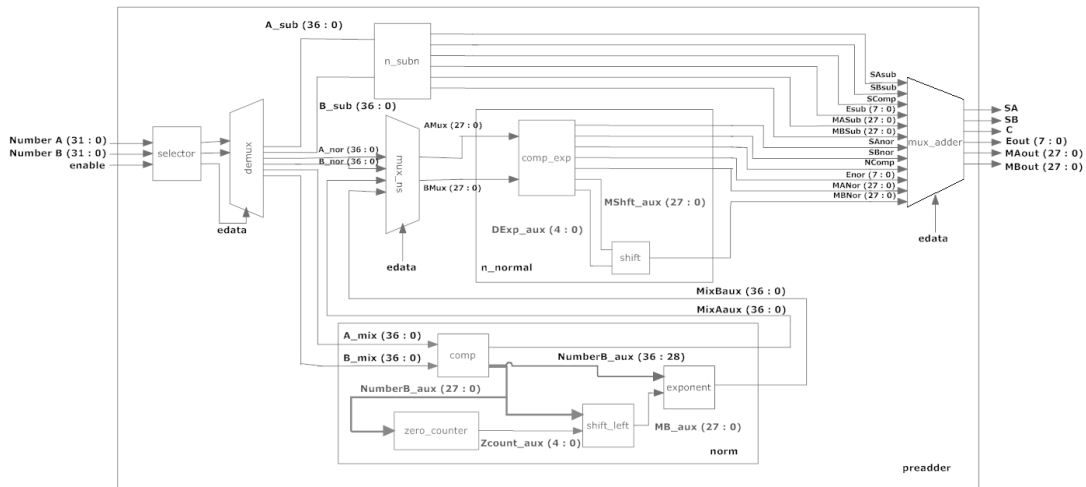 A_sub (36 : 0)
n_subn
B_sub (36 : 0)
SAsub
SBsub
SComp
Esub (7 : 0)
MASub (27 : 0)
MBSub (27 : 0)
SAnor
SBnor
NComp
Enor (7 : 0)
MANor (27 : 0)
MBNor (27 : 0)
mux_adder
SA
SB
C
Eout (7 : 0)
MAout (27 : 0)
MBout (27 : 0)
edata
Number A (31 : 0)
Number B (31 : 0)
enable
selector
demux
edata
A_nor (36 : 0)
B_nor (36 : 0)
mux_ns
edata
AMux (27 : 0)
BMux (27 : 0)
comp_exp
MShft_aux (27 : 0)
DExp_aux (4 : 0)
shift
n_normal
MixBaux (36 : 0)
MixAaux (36 : 0)
A_mix (36 : 0)
B_mix (36 : 0)
comp
NumberB_aux (36 : 28)
exponent
NumberB_aux (27 : 0)
zero_counter
shift_left
MB_aux (27 : 0)
Zcount_aux (4 : 0)
norm
preadder